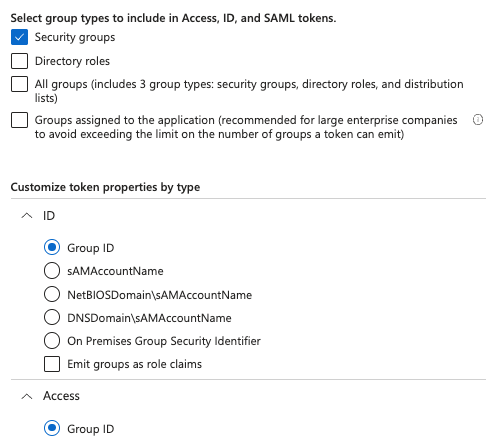 Select group types to include in Access, ID, and SAML tokens.
Security groups
Directory roles
All groups (includes 3 group types: security groups, directory roles, and distribution
lists)
Groups assigned to the application (recommended for large enterprise companies
to avoid exceeding the limit on the number of groups a token can emit)
Customize token properties by type
ID
Group ID
sAMAccountName
NetBIOSDomain\sAMAccountName
DNSDomain\sAMAccountName
On Premises Group Security Identifier
Emit groups as role claims
Access
Group ID